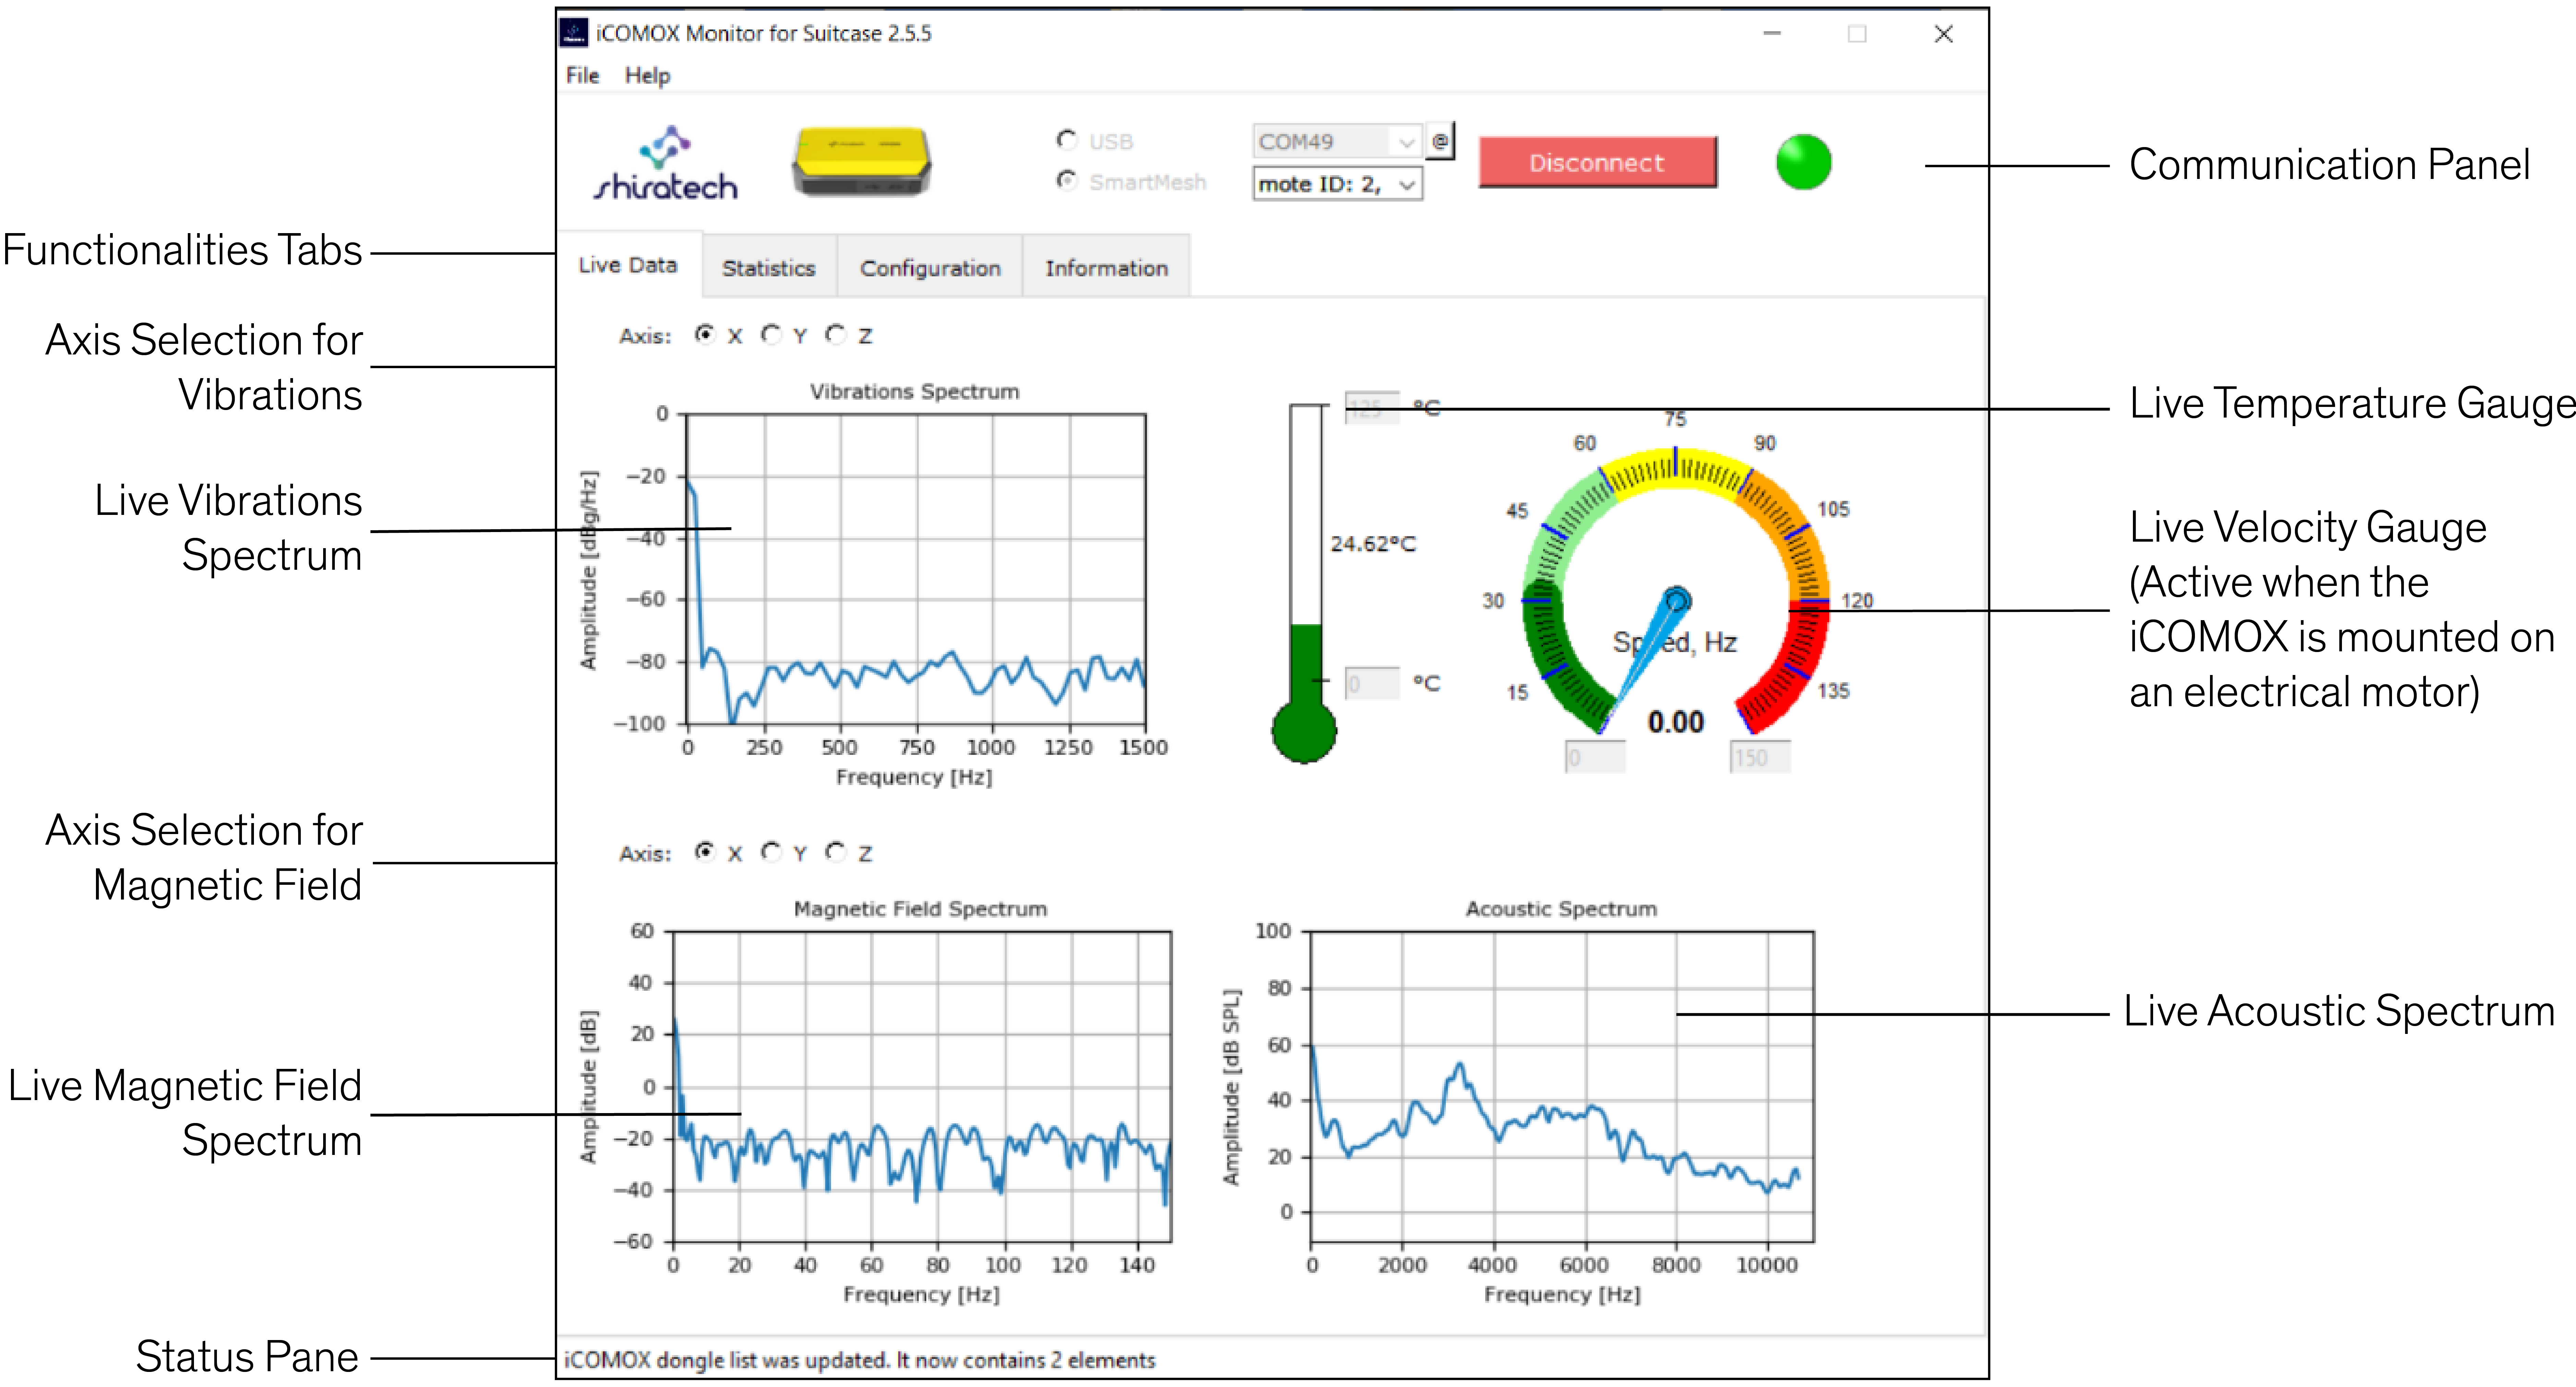 iCOMOX Monitor for Suitcase 2.5.5
File Help
shiratech
USB
SmartMesh
COM49
@
mote ID: 2,
Disconnect
Communication Panel
Functionalities Tabs
Live Data
Statistics
Configuration
Information
Axis Selection for
Vibrations
Axis: X Y Z
Vibrations Spectrum
0
−20
−40
−60
−80
−100
Amplitude [dBg/Hz]
0 250 500 750 1000 1250 1500
Frequency [Hz]
Live Vibrations
Spectrum
125 °C
24.62°C
0 °C
Live Temperature Gauge
15
30
45
60
75
90
105
120
135
Speed, Hz
0.00
0
150
Live Velocity Gauge
(Active when the
iCOMOX is mounted on
an electrical motor)
Axis Selection for
Magnetic Field
Axis: X Y Z
Magnetic Field Spectrum
60
40
20
0
−20
−40
−60
Amplitude [dB]
0 20 40 60 80 100 120 140
Frequency [Hz]
Live Magnetic Field
Spectrum
Acoustic Spectrum
100
80
60
40
20
0
Amplitude [dB SPL]
0 2000 4000 6000 8000 10000
Frequency [Hz]
Live Acoustic Spectrum
Status Pane
iCOMOX dongle list was updated. It now contains 2 elements